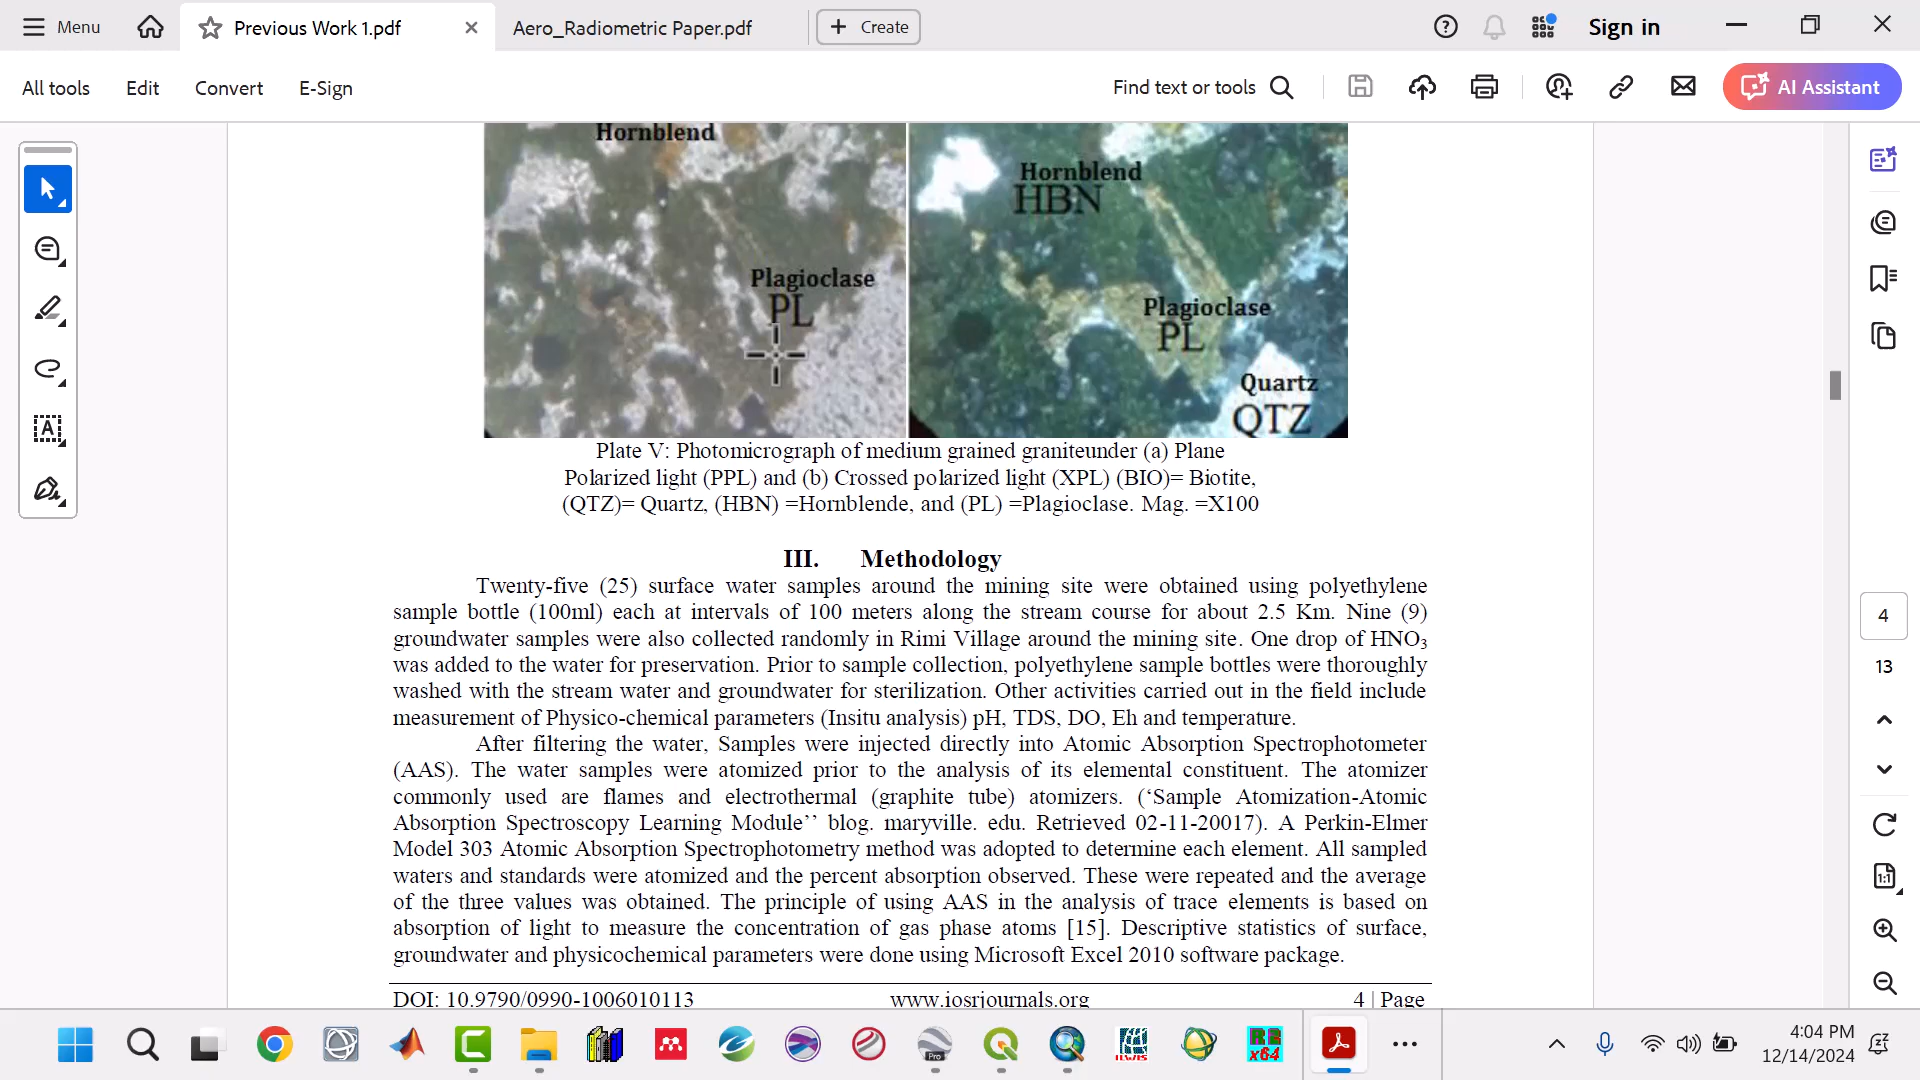 Menu
Previous Work 1.pdf
Aero_Radiometric Paper.pdf
Create
Sign in
All tools
Edit
Convert
E-Sign
Find text or tools
AI Assistant
Hornblend
Plagioclase
PL
Hornblend
HBN
Plagioclase
PL
Quartz
QTZ
Plate V: Photomicrograph of medium grained graniteunder (a) Plane
Polarized light (PPL) and (b) Crossed polarized light (XPL) (BIO)= Biotite,
(QTZ)= Quartz, (HBN) =Hornblende, and (PL) =Plagioclase. Mag. =X100
III. Methodology
Twenty-five (25) surface water samples around the mining site were obtained using polyethylene
sample bottle (100ml) each at intervals of 100 meters along the stream course for about 2.5 Km. Nine (9)
groundwater samples were also collected randomly in Rimi Village around the mining site. One drop of HNO₃
was added to the water for preservation. Prior to sample collection, polyethylene sample bottles were thoroughly
washed with the stream water and groundwater for sterilization. Other activities carried out in the field include
measurement of Physico-chemical parameters (Insitu analysis) pH, TDS, DO, Eh and temperature.
After filtering the water, Samples were injected directly into Atomic Absorption Spectrophotometer
(AAS). The water samples were atomized prior to the analysis of its elemental constituent. The atomizer
commonly used are flames and electrothermal (graphite tube) atomizers. (‘Sample Atomization-Atomic
Absorption Spectroscopy Learning Module’’ blog. maryville. edu. Retrieved 02-11-20017). A Perkin-Elmer
Model 303 Atomic Absorption Spectrophotometry method was adopted to determine each element. All sampled
waters and standards were atomized and the percent absorption observed. These were repeated and the average
of the three values was obtained. The principle of using AAS in the analysis of trace elements is based on
absorption of light to measure the concentration of gas phase atoms [15]. Descriptive statistics of surface,
groundwater and physicochemical parameters were done using Microsoft Excel 2010 software package.
DOI: 10.9790/0990-1006010113
www.iosrjournals.org
4 | Page
4
13
1:1
Pro
ILWIS
R R
x64
4:04 PM
12/14/2024